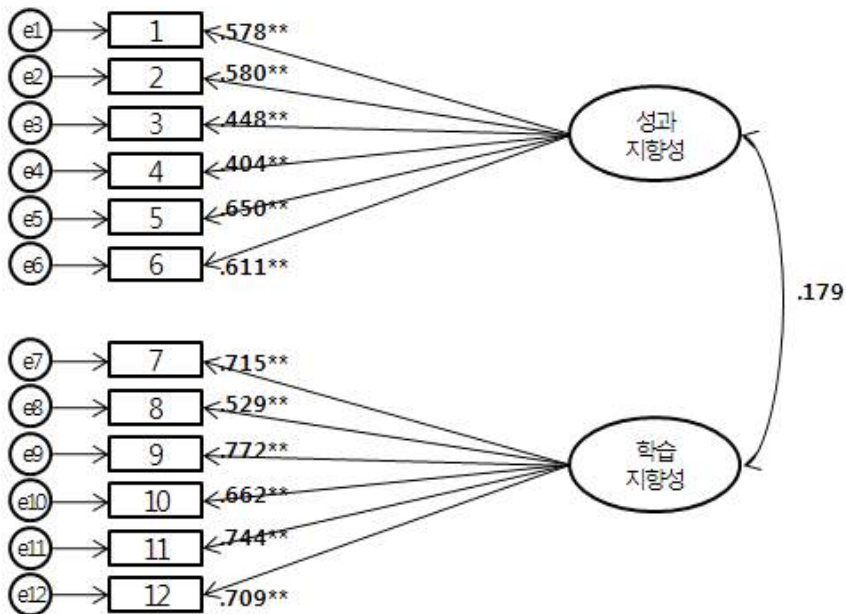 e1 1 .578**
e2 2 .580**
e3 3 .448**
e4 4 .404**
e5 5 .650**
e6 6 .611**
성과
지향성
.179
e7 7 .715**
e8 8 .529**
e9 9 .772**
e10 10 .662**
e11 11 .744**
e12 12 .709**
학습
지향성